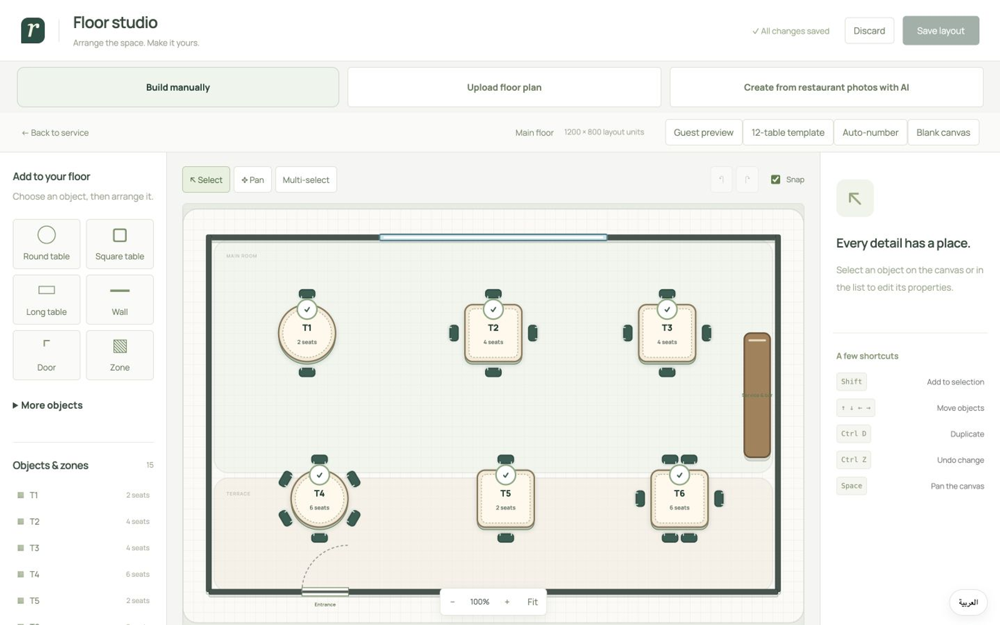 r
Floor studio
Arrange the space. Make it yours.
✓ All changes saved
Discard
Save layout
Build manually
Upload floor plan
Create from restaurant photos with AI
← Back to service
Main floor
1200 × 800 layout units
Guest preview
12-table template
Auto-number
Blank canvas
Add to your floor
Choose an object, then arrange it.
Round table
Square table
Long table
Wall
Door
Zone
More objects
Objects & zones
15
T1
2 seats
T2
4 seats
T3
4 seats
T4
6 seats
T5
2 seats
Select
Pan
Multi-select
Snap
MAIN ROOM
T1
2 seats
T2
4 seats
T3
4 seats
Service & bar
TERRACE
T4
6 seats
T5
2 seats
T6
6 seats
Entrance
− 100% + Fit
Every detail has a place.
Select an object on the canvas or in
the list to edit its properties.
A few shortcuts
Shift
Add to selection
↑ ↓ ← →
Move objects
Ctrl D
Duplicate
Ctrl Z
Undo change
Space
Pan the canvas
العربية